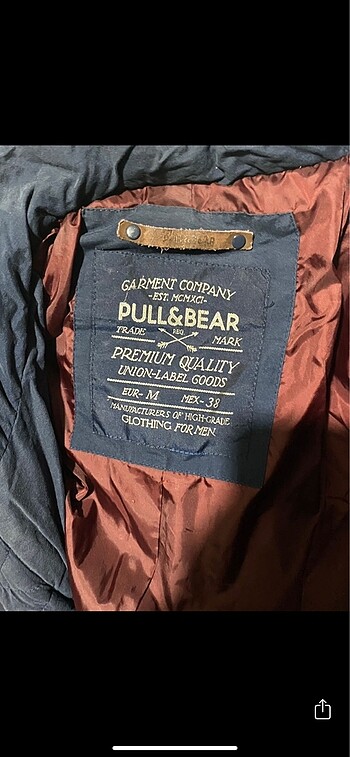 GARMENT COMPANY
-EST. MCMXCI-
PULL&BEAR
TRADE REG. MARK
PREMIUM QUALITY
UNION-LABEL GOODS
EUR- M MEX- 38
MANUFACTURERS OF HIGH-GRADE
CLOTHING FOR MEN.